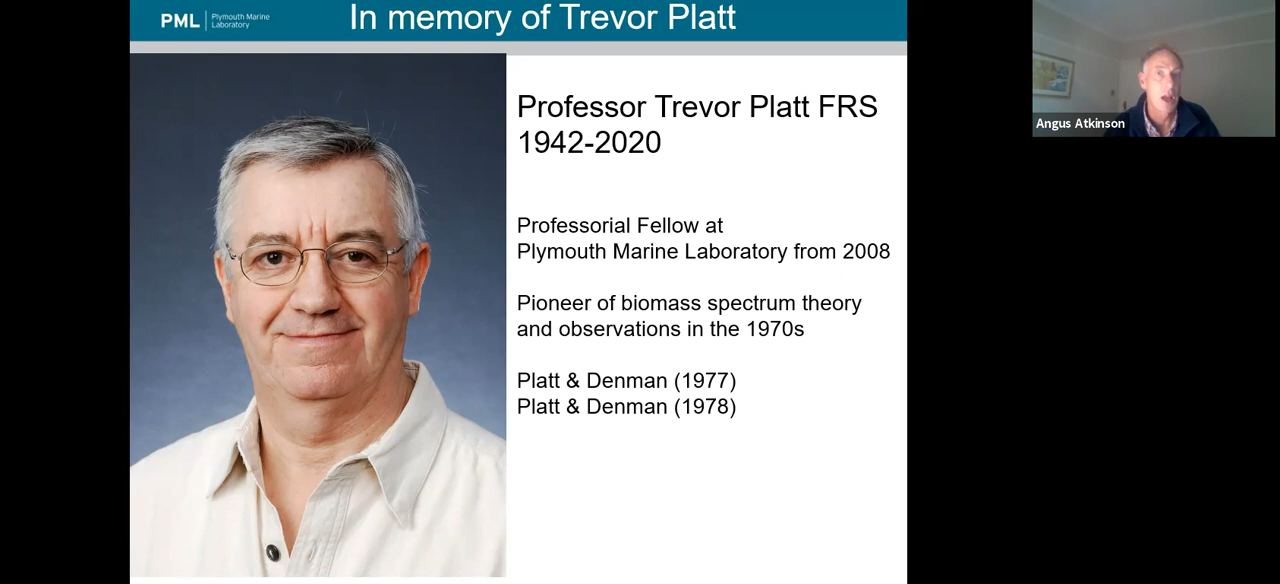 PML
Plymouth Marine
Laboratory
In memory of Trevor Platt
Professor Trevor Platt FRS
1942-2020
Professorial Fellow at
Plymouth Marine Laboratory from 2008
Pioneer of biomass spectrum theory
and observations in the 1970s
Platt & Denman (1977)
Platt & Denman (1978)
Angus Atkinson